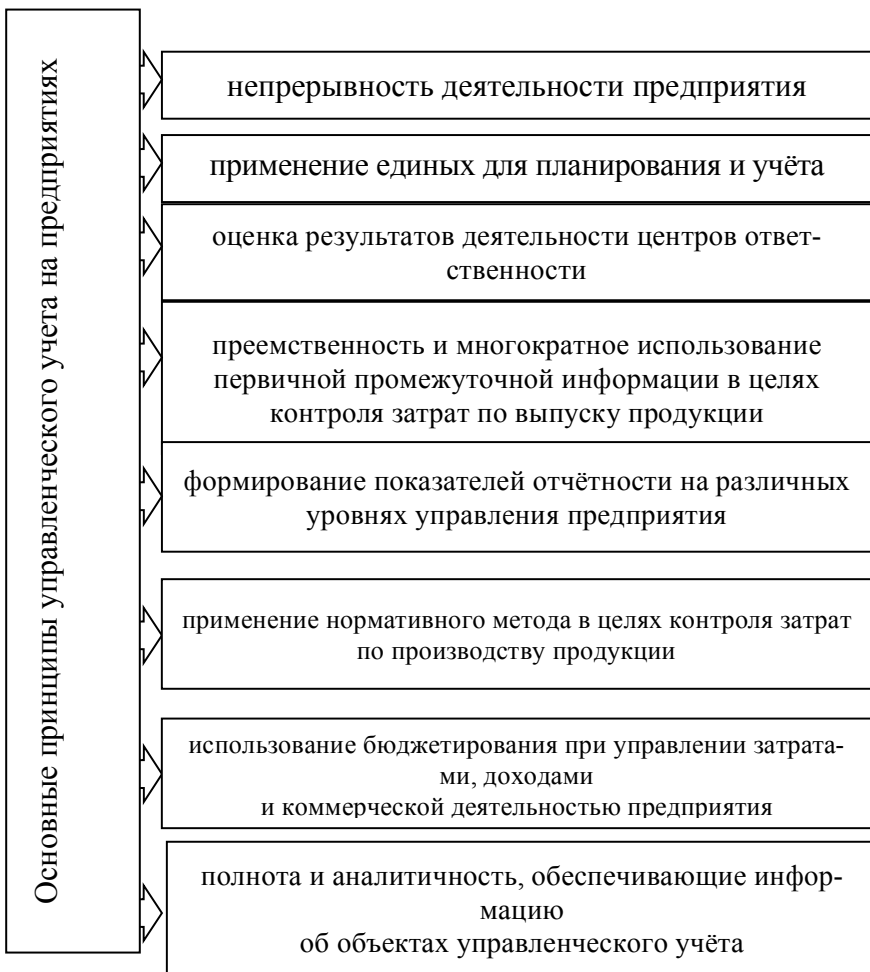 Основные принципы управленческого учета на предприятиях
непрерывность деятельности предприятия
применение единых для планирования и учёта
оценка результатов деятельности центров ответ-
ственности
преемственность и многократное использование
первичной промежуточной информации в целях
контроля затрат по выпуску продукции
формирование показателей отчётности на различных
уровнях управления предприятия
применение нормативного метода в целях контроля затрат
по производству продукции
использование бюджетирования при управлении затрата-
ми, доходами
и коммерческой деятельностью предприятия
полнота и аналитичность, обеспечивающие инфор-
мацию
об объектах управленческого учёта